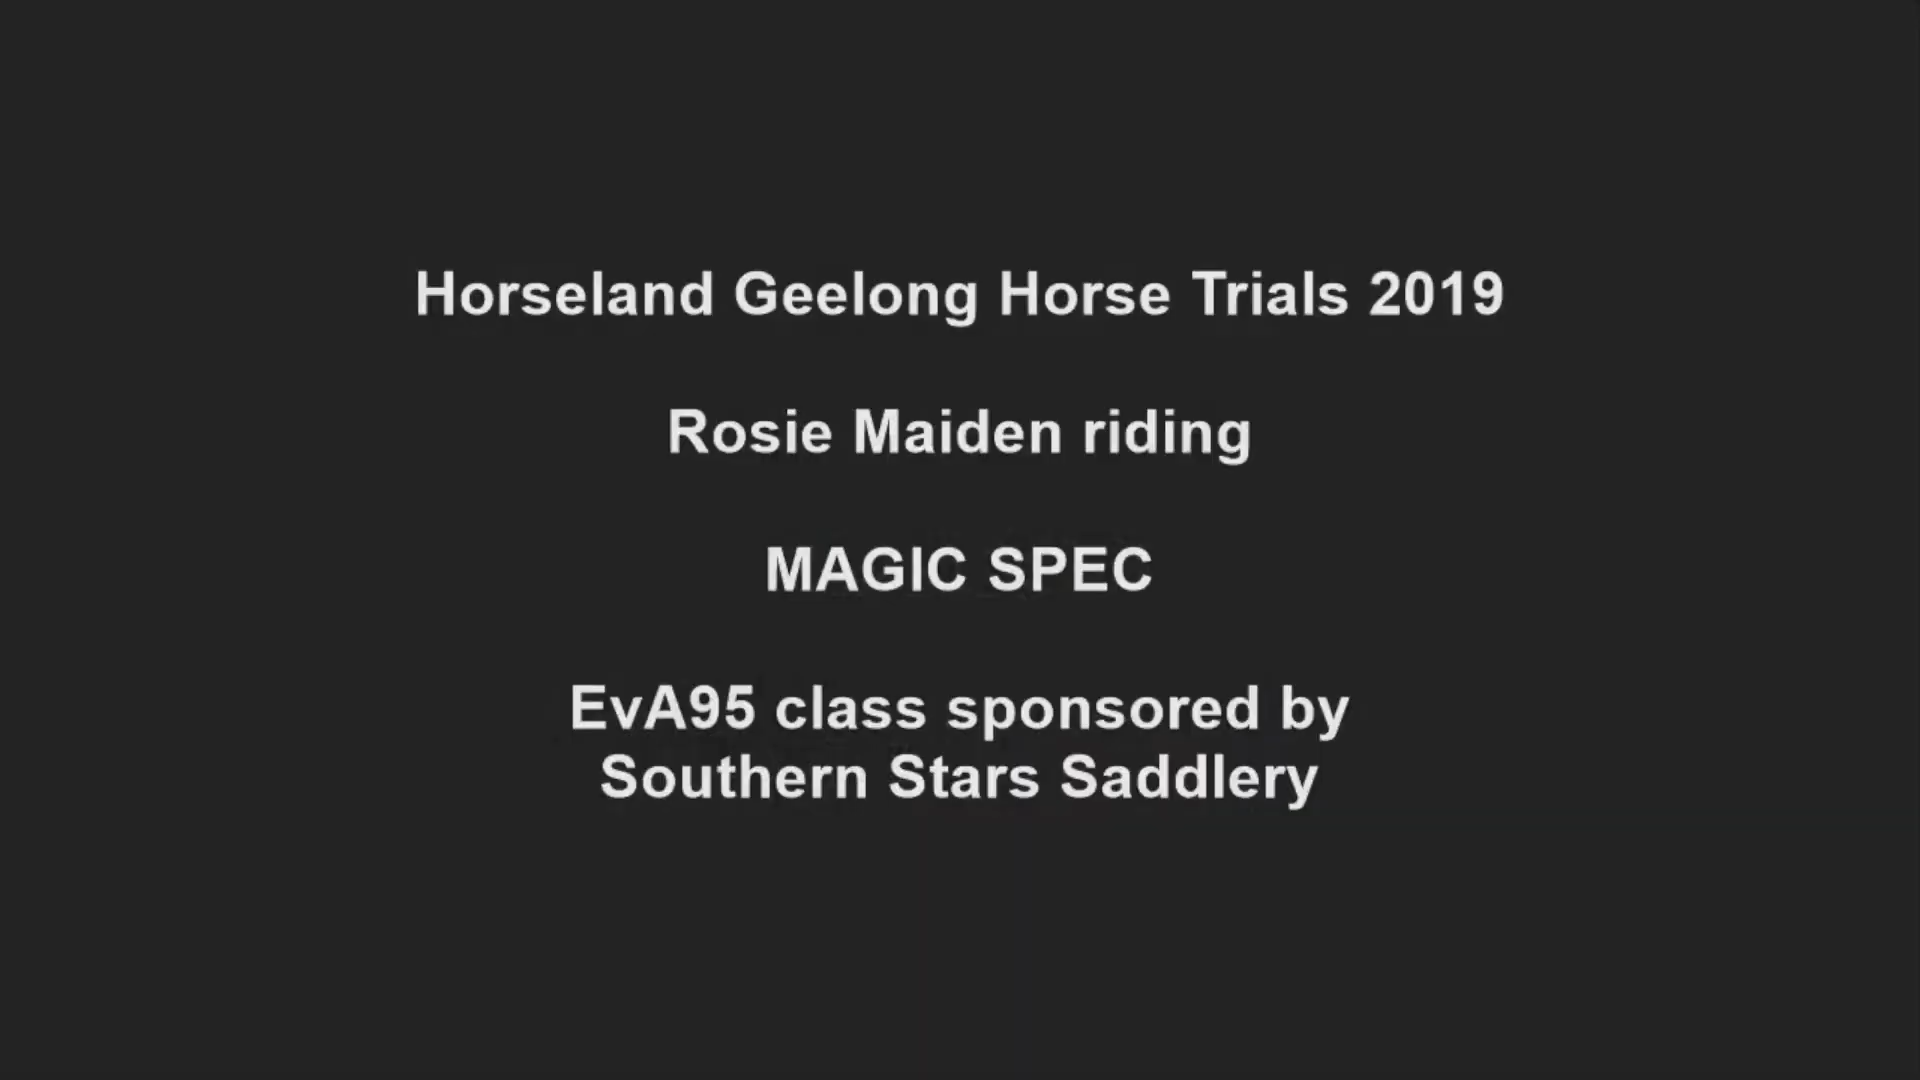 Horseland Geelong Horse Trials 2019
Rosie Maiden riding
MAGIC SPEC
EvA95 class sponsored by
Southern Stars Saddlery